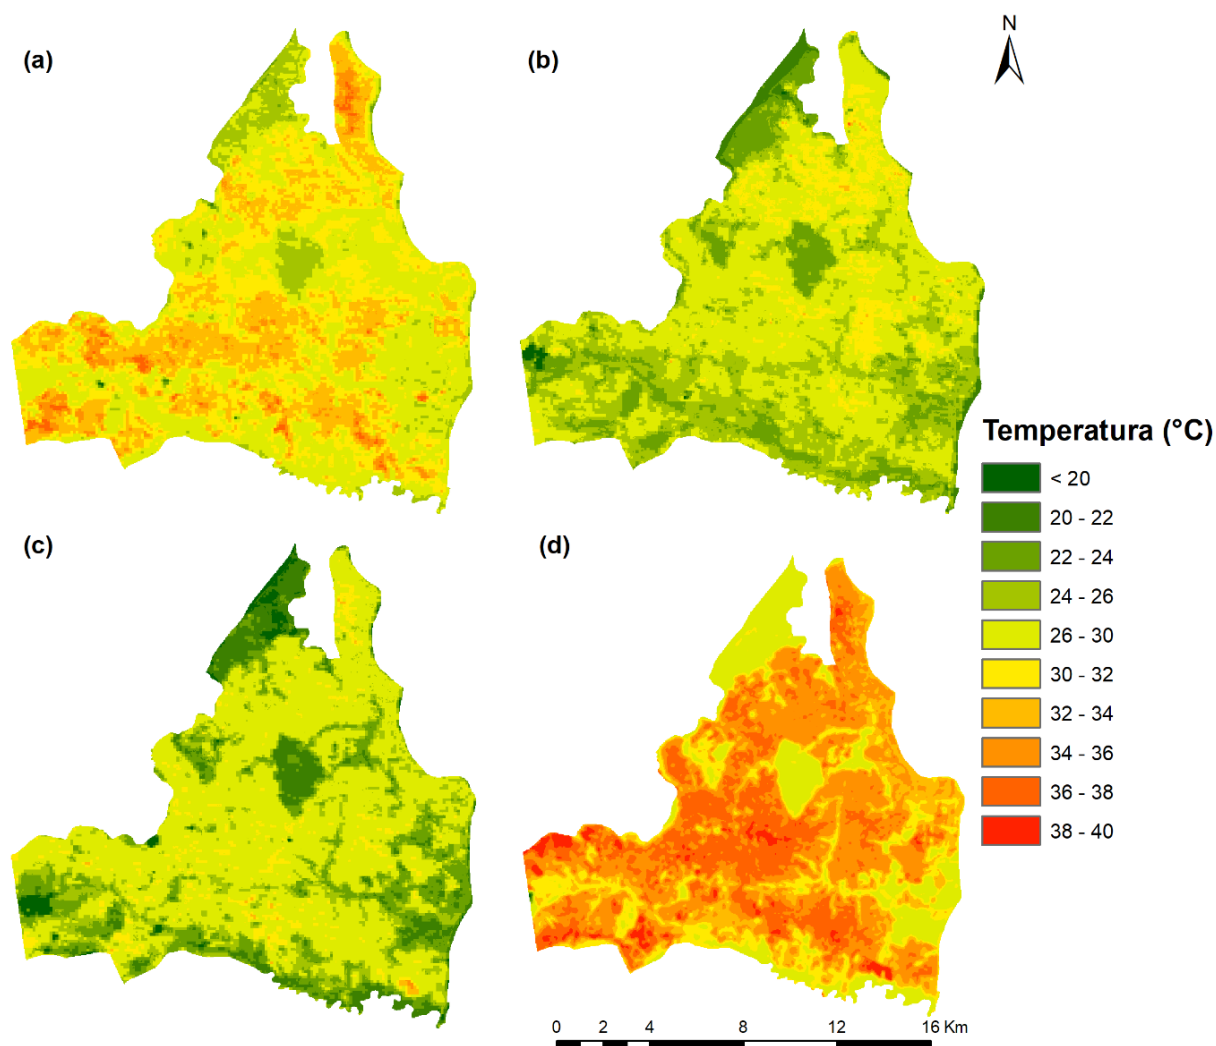 N
(a)
(b)
Temperatura (°C)
< 20
20 - 22
22 - 24
24 - 26
26 - 30
30 - 32
32 - 34
34 - 36
36 - 38
38 - 40
(c)
(d)
0 2 4 8 12 16 Km